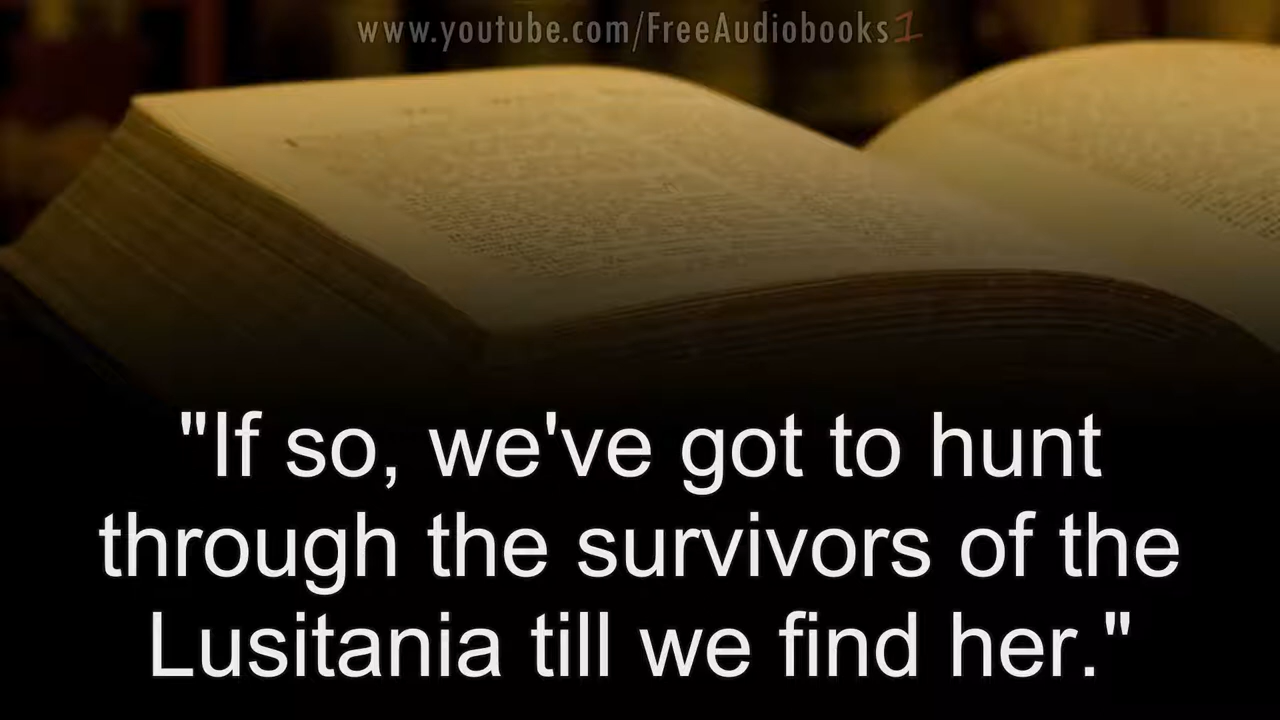 www.youtube.com/FreeAudiobooks1
"If so, we've got to hunt
through the survivors of the
Lusitania till we find her."